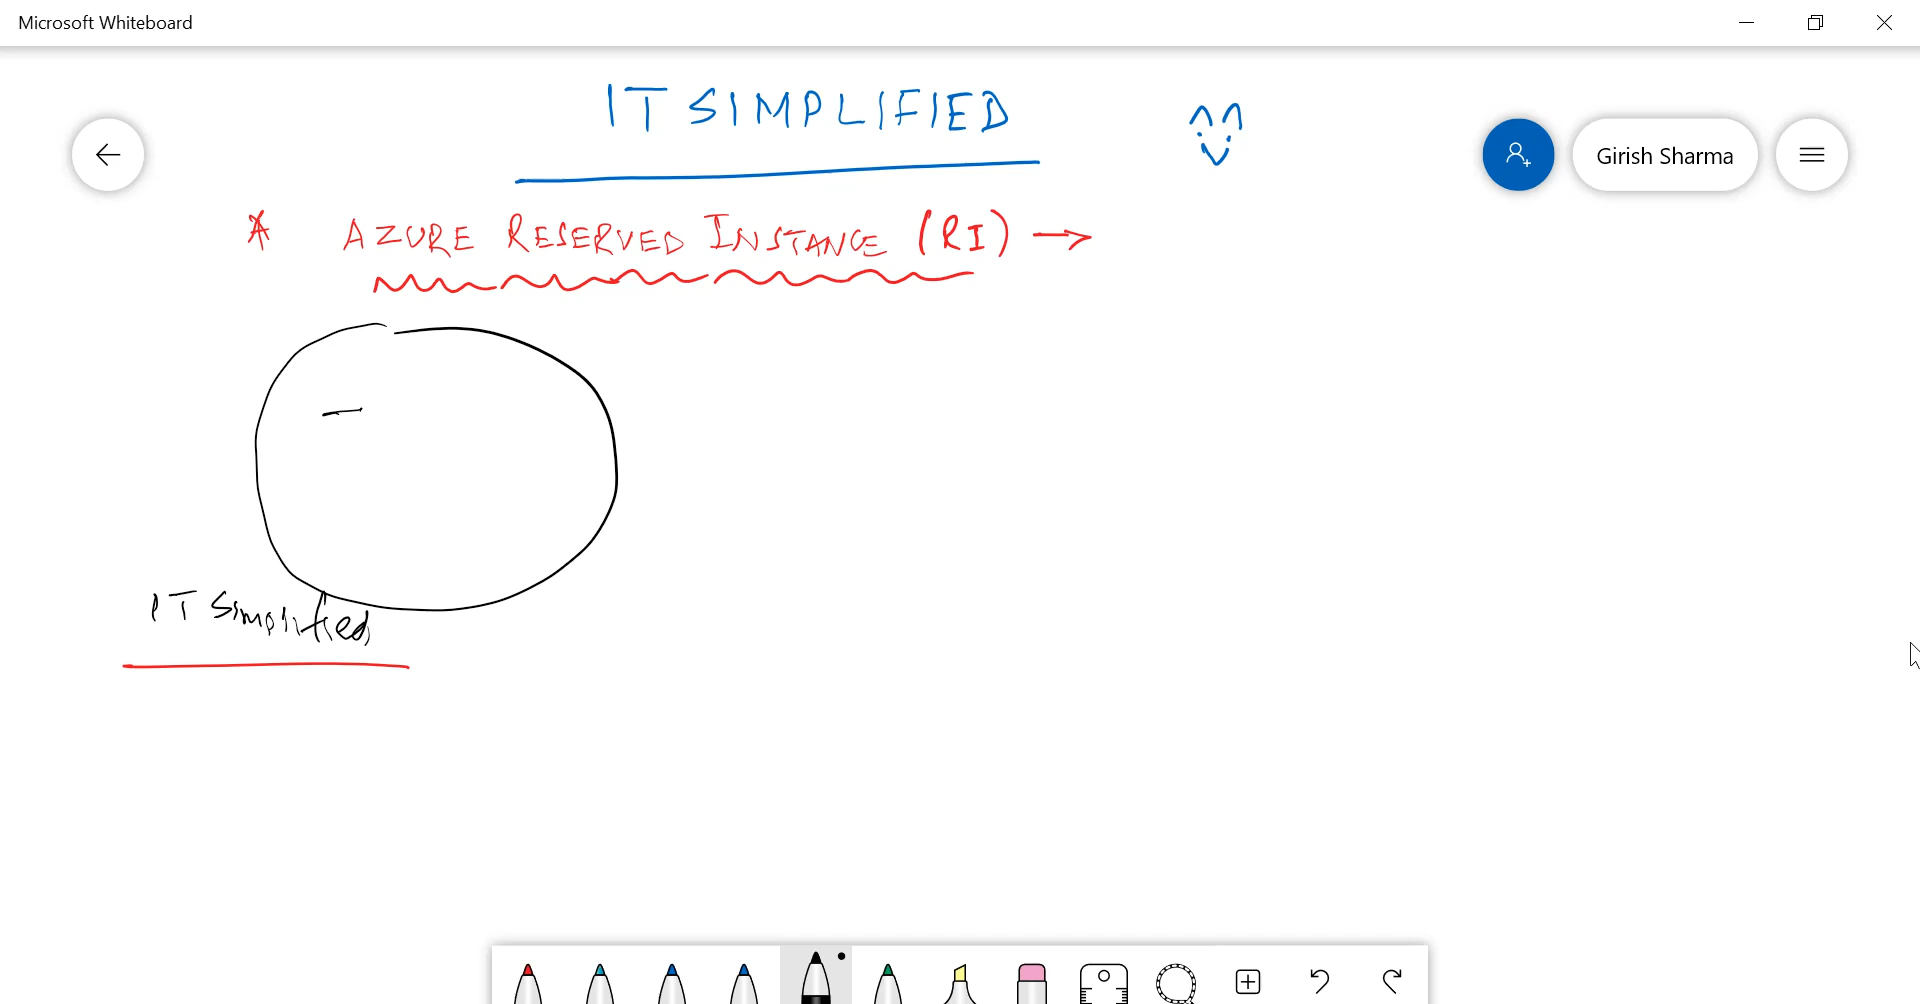 Microsoft Whiteboard
IT SIMPLIFIED
Girish Sharma
AZURE RESERVED INSTANCE (RI) →
IT Simplified